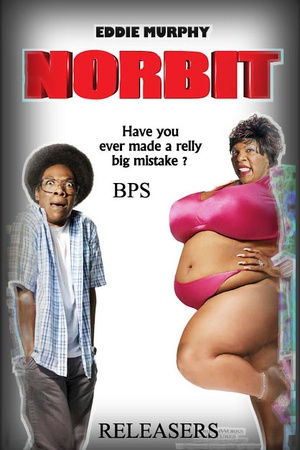 EDDIE MURPHY
NORBIT
Have you
ever made a relly
big mistake ?
BPS
RELEASERS